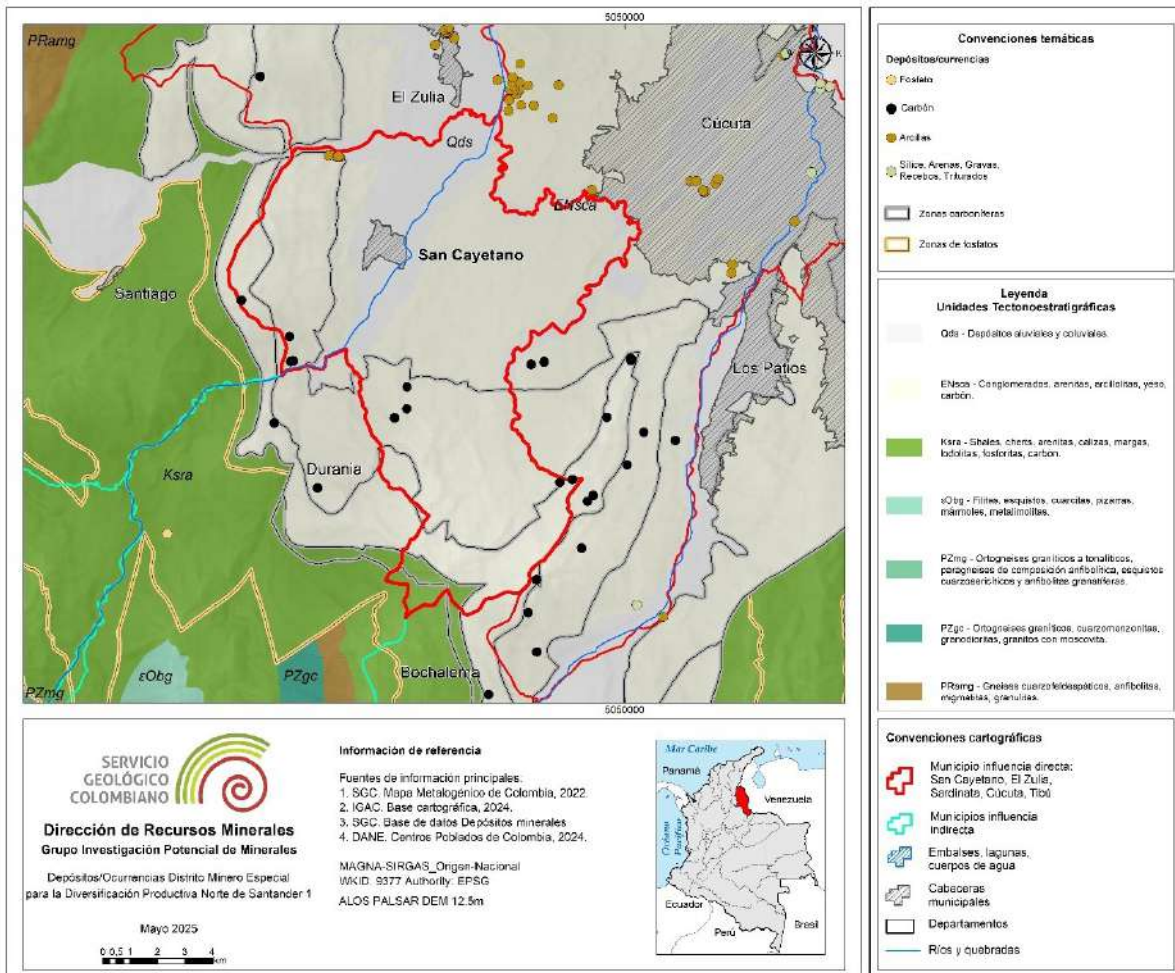 5050000
PRamg
El Zulia
Cúcuta
Qds
ENsca
San Cayetano
Santiago
Los Patios
Durania
Ksra
Bochalema
εObg
PZgc
PZmg
5050000
Convenciones temáticas
Depósitos/currencias
Fosfato
Carbón
Arcillas
Sílice, Arenas, Gravas,
Recebos, Triturados
Zonas carboníferas
Zonas de fosfatos
Leyenda
Unidades Tectonoestratigráficas
Qds - Depósitos aluviales y coluviales.
ENsca - Conglomerados, arenitas, arcillolitas, yeso,
carbón.
Ksra - Shales, cherts, arenitas, calizas, margas,
lodolitas, fosforitas, carbón.
εObg - Filitas, esquistos, cuarcitas, pizarras,
mármoles, metalimolitas.
PZmg - Ortogneises graníticos a tonalíticos,
paragneises de composición anfibolítica, esquistos
cuarzosericíticos y anfibolitas granatíferas.
PZgc - Ortogneises graníticos, cuarzomonzonitas,
granodioritas, granitos con moscovita.
PRamg - Gneises cuarzofeldespáticos, anfibolitas,
migmatitas, granulitas.
Convenciones cartográficas
Municipio influencia directa:
San Cayetano, El Zulia,
Sardinata, Cúcuta, Tibú
Municipios influencia
indirecta
Embalses, lagunas,
cuerpos de agua
Cabaceras
municipales
Departamentos
Ríos y quebradas
SERVICIO
GEOLÓGICO
COLOMBIANO
Dirección de Recursos Minerales
Grupo Investigación Potencial de Minerales
Depósitos/Ocurrencias Distrito Minero Especial
para la Diversificación Productiva Norte de Santander 1
Mayo 2025
0 0,5 1 2 3 4
km
Información de referencia
Fuentes de información principales:
1. SGC. Mapa Metalogénico de Colombia, 2022.
2. IGAC. Base cartográfica, 2024.
3. SGC. Base de datos Depósitos minerales
4. DANE. Centros Poblados de Colombia, 2024.
MAGNA-SIRGAS_Origen-Nacional
WKID: 9377 Authority: EPSG
ALOS PALSAR DEM 12.5m
Mar Caribe
Panamá
Venezuela
Océano
Pacífico
Ecuador
Perú
Brasil